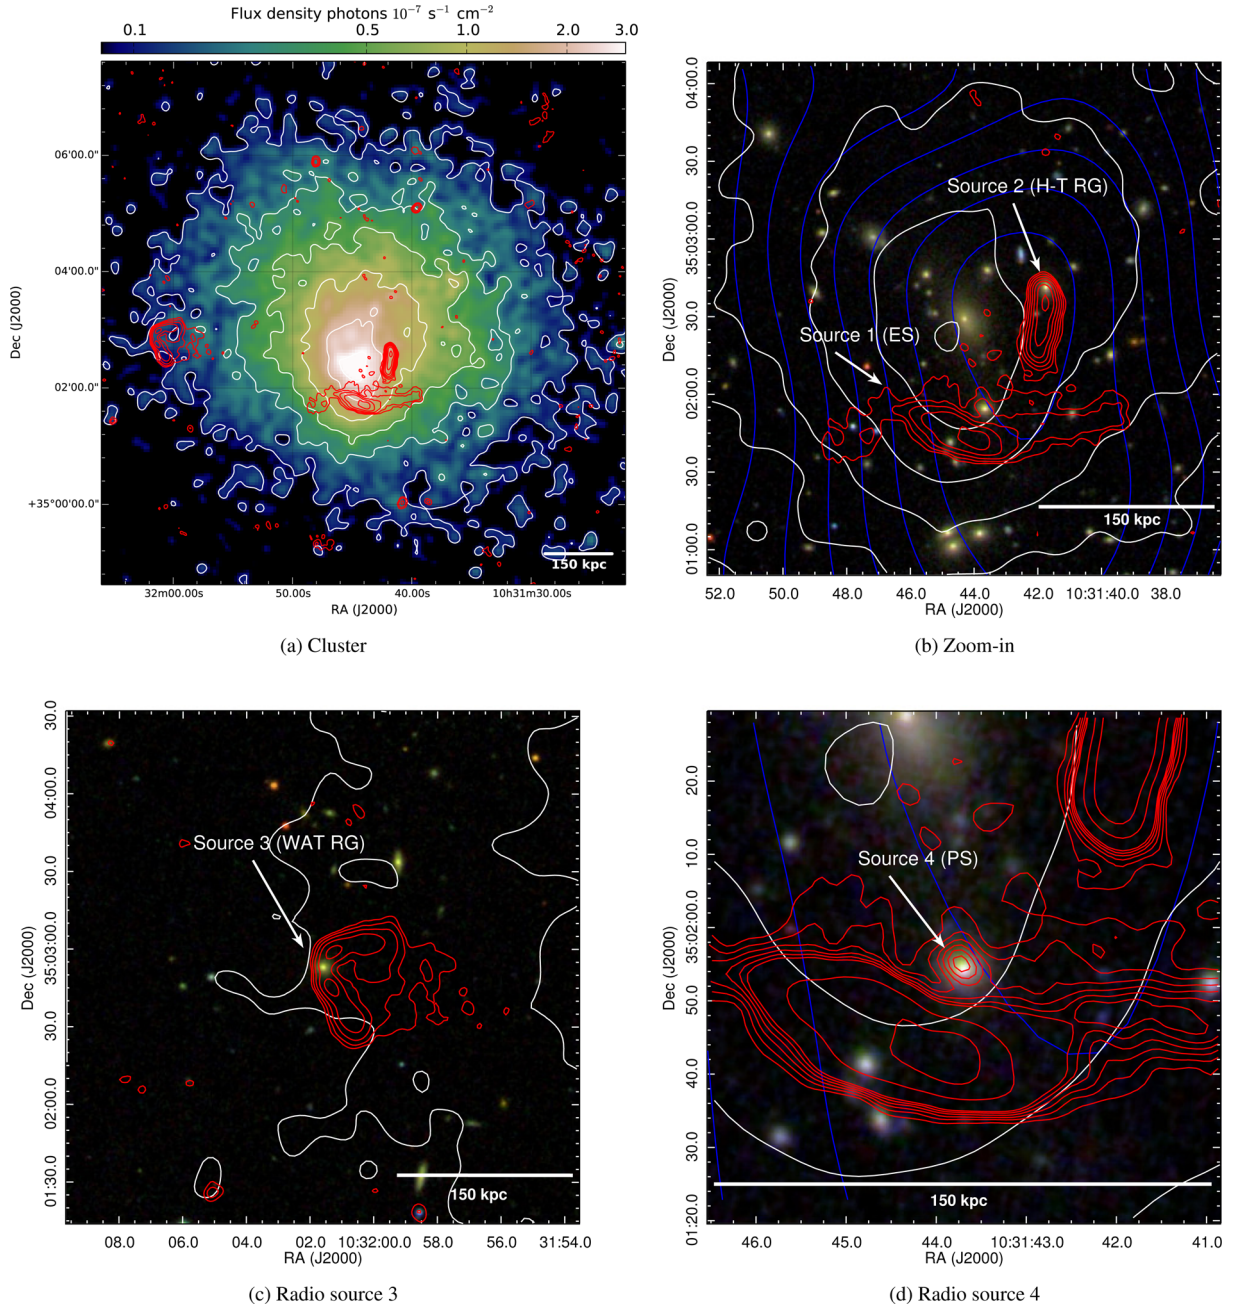 Flux density photons 10⁻⁷ s⁻¹ cm⁻²
0.1 0.5 1.0 2.0 3.0
06'00.0"
04'00.0"
02'00.0"
+35°00'00.0"
Dec (J2000)
150 kpc
32m00.00s 50.00s 40.00s 10h31m30.00s
RA (J2000)
(a) Cluster
04:00.0
30.0
35:03:00.0
30.0
02:00.0
30.0
01:00.0
Dec (J2000)
Source 2 (H-T RG)
Source 1 (ES)
150 kpc
52.0 50.0 48.0 46.0 44.0 42.0 10:31:40.0 38.0
RA (J2000)
(b) Zoom-in
30.0
04:00.0
30.0
35:03:00.0
30.0
02:00.0
01:30.0
Dec (J2000)
Source 3 (WAT RG)
150 kpc
08.0 06.0 04.0 02.0 10:32:00.0 58.0 56.0 31:54.0
RA (J2000)
(c) Radio source 3
20.0
10.0
35:02:00.0
50.0
40.0
30.0
01:20.0
Dec (J2000)
Source 4 (PS)
150 kpc
46.0 45.0 44.0 10:31:43.0 42.0 41.0
RA (J2000)
(d) Radio source 4